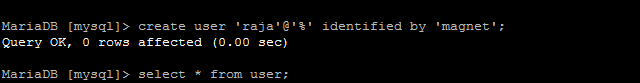 MariaDB [mysql]> create user 'raja'@'%' identified by 'magnet';
Query OK, 0 rows affected (0.00 sec)
MariaDB [mysql]> select * from user;